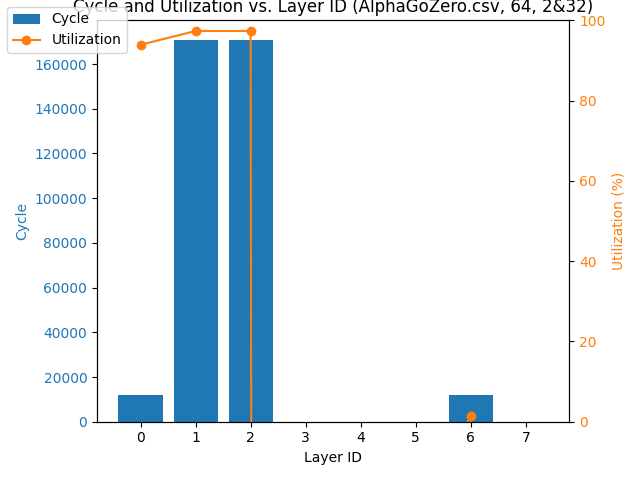 Cycle and Utilization vs. Layer ID (AlphaGoZero.csv, 64, 2&32)
Cycle
Utilization
160000
140000
120000
100000
80000
60000
40000
20000
0
Cycle
100
80
60
40
20
0
Utilization (%)
0 1 2 3 4 5 6 7
Layer ID